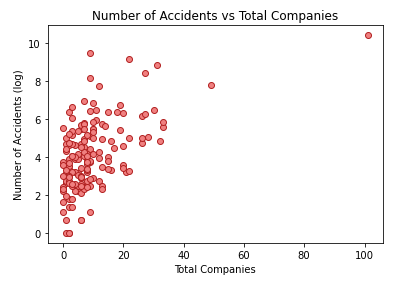 Number of Accidents vs Total Companies
Number of Accidents (log)
10
8
6
4
2
0
0 20 40 60 80 100
Total Companies